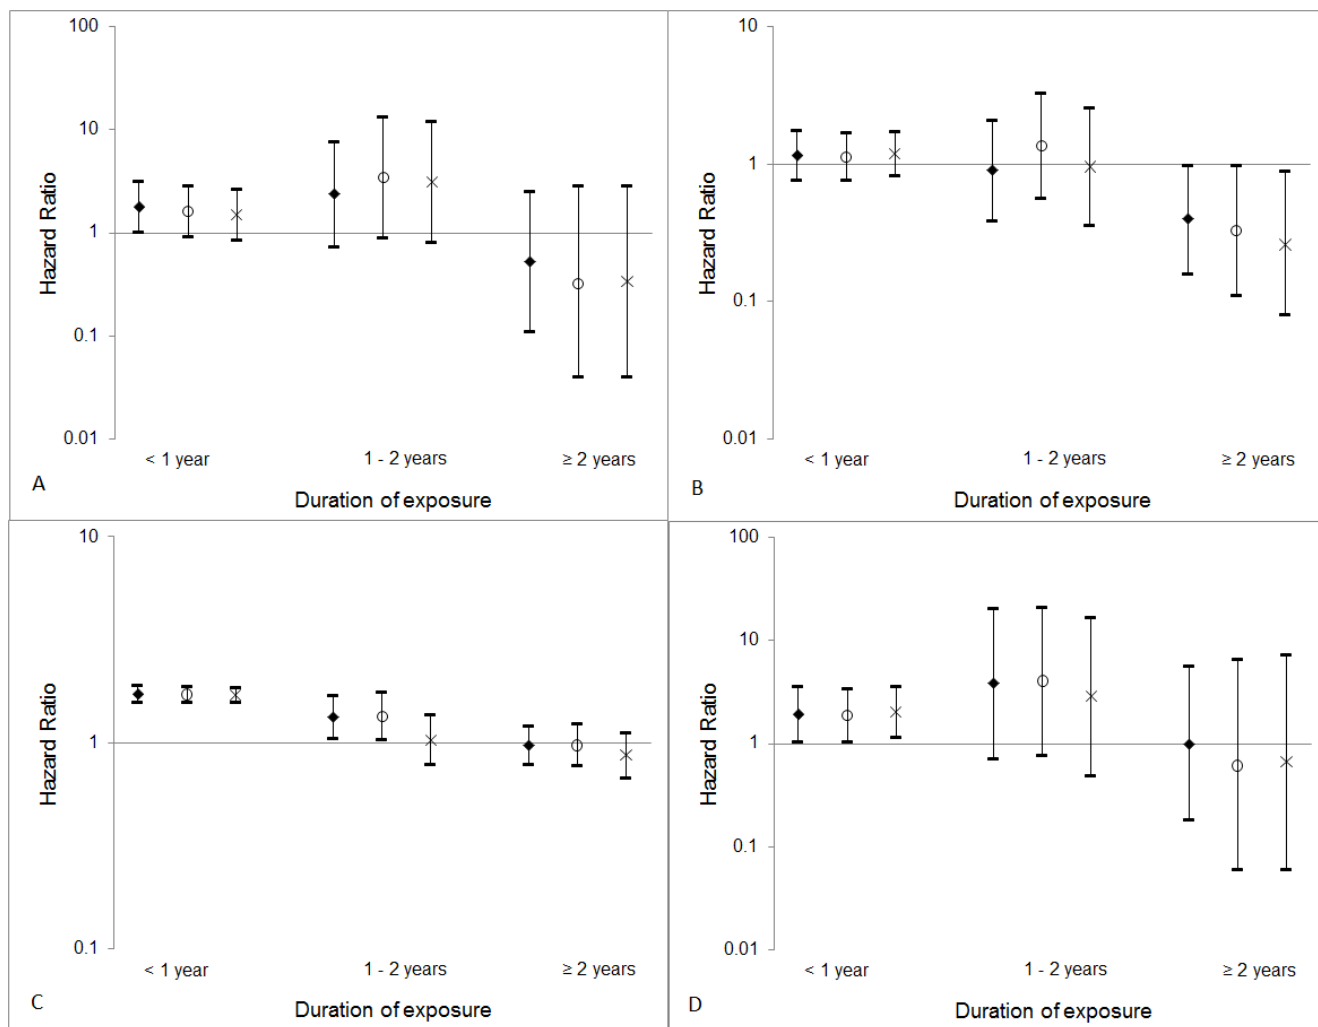 100
10
1
0.1
0.01
Hazard Ratio
< 1 year
1 - 2 years
≥ 2 years
A
Duration of exposure
10
1
0.1
0.01
Hazard Ratio
< 1 year
1 - 2 years
≥ 2 years
B
Duration of exposure
10
1
0.1
Hazard Ratio
< 1 year
1 - 2 years
≥ 2 years
C
Duration of exposure
100
10
1
0.1
0.01
Hazard Ratio
< 1 year
1 - 2 years
≥ 2 years
D
Duration of exposure